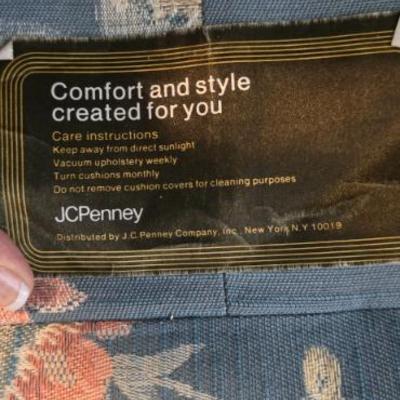 Comfort and style
created for you
Care instructions
Keep away from direct sunlight
Vacuum upholstery weekly
Turn cushions monthly
Do not remove cushion covers for cleaning purposes
JCPenney
Distributed by J.C.Penney Company, Inc., New York N.Y 10019